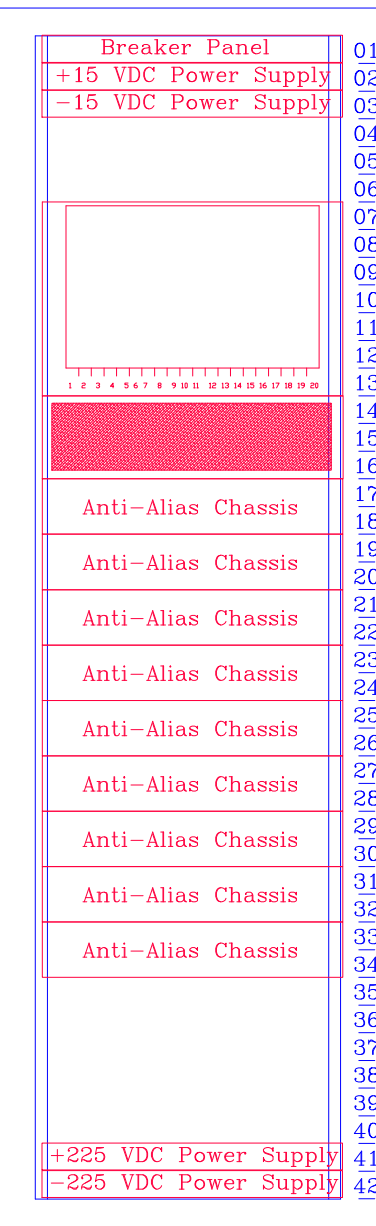 Breaker Panel 01
+15 VDC Power Supply 02
-15 VDC Power Supply 03
04
05
06
07
08
09
10
11
12
13
1 2 3 4 5 6 7 8 9 10 11 12 13 14 15 16 17 18 19 20
14
15
16
17
Anti-Alias Chassis
18
19
Anti-Alias Chassis
20
21
Anti-Alias Chassis
22
23
Anti-Alias Chassis
24
25
Anti-Alias Chassis
26
27
Anti-Alias Chassis
28
29
Anti-Alias Chassis
30
31
Anti-Alias Chassis
32
33
Anti-Alias Chassis
34
35
36
37
38
39
40
+225 VDC Power Supply 41
-225 VDC Power Supply 42